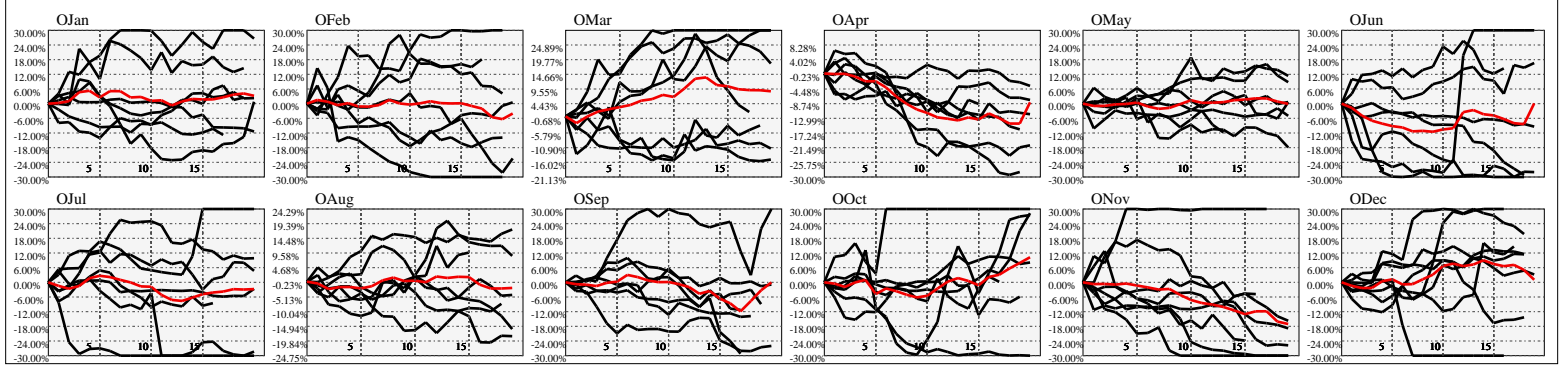 OJan OFeb OMar OApr OMay OJun
30.00% 30.00% 30.00% 30.00%
24.00% 24.00% 24.89% 8.28% 24.00% 24.00%
18.00% 18.00% 19.77% 4.02% 18.00% 18.00%
12.00% 12.00% 14.66% -0.23% 12.00% 12.00%
6.00% 6.00% 9.55% -4.48% 6.00% 6.00%
0.00% 0.00% 4.43% -8.74% 0.00% 0.00%
-6.00% -6.00% -0.68% -12.99% -6.00% -6.00%
-12.00% -12.00% -5.79% -17.24% -12.00% -12.00%
-18.00% -18.00% -10.90% -21.49% -18.00% -18.00%
-24.00% -24.00% -16.02% -25.75% -24.00% -24.00%
-30.00% -30.00% -21.13% -30.00% -30.00% -30.00%
5 10 15 5 10 15 5 10 15 5 10 15 5 10 15 5 10 15
OJul OAug OSep OOct ONov ODec
30.00% 24.29% 30.00% 30.00% 30.00% 30.00%
24.00% 19.39% 24.00% 24.00% 24.00% 24.00%
18.00% 14.48% 18.00% 18.00% 18.00% 18.00%
12.00% 9.58% 12.00% 12.00% 12.00% 12.00%
6.00% 4.68% 6.00% 6.00% 6.00% 6.00%
0.00% -0.23% 0.00% 0.00% 0.00% 0.00%
-6.00% -5.13% -6.00% -6.00% -6.00% -6.00%
-12.00% -10.04% -12.00% -12.00% -12.00% -12.00%
-18.00% -14.94% -18.00% -18.00% -18.00% -18.00%
-24.00% -19.84% -24.00% -24.00% -24.00% -24.00%
-30.00% -24.75% -30.00% -30.00% -30.00% -30.00%
5 10 15 5 10 15 5 10 15 5 10 15 5 10 15 5 10 15